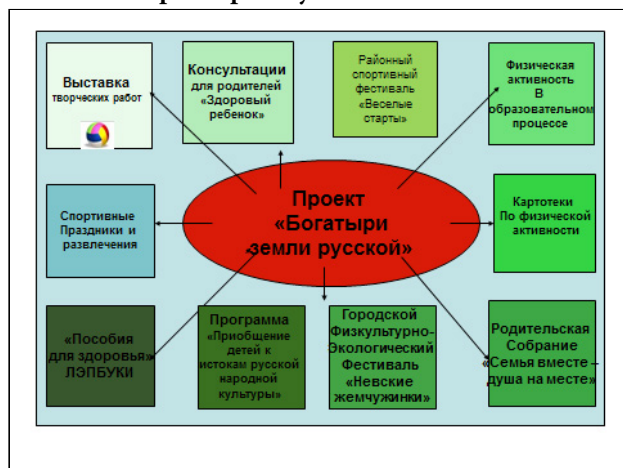 Выставка
творческих работ
Консультации
для родителей
«Здоровый
ребенок»
Районный
спортивный
фестиваль
«Веселые
старты»
Физическая
активность
В
образовательном
процессе
Спортивные
Праздники и
развлечения
Проект
«Богатыри
земли русской»
Картотеки
По физической
активности
«Пособия
для здоровья»
ЛЭПБУКИ
Программа
«Приобщение
детей к
истокам русской
народной
культуры»
Городской
Физкультурно-
Экологический
Фестиваль
«Невские
жемчужинки»
Родительская
Собрание
«Семья вместе –
душа на месте»